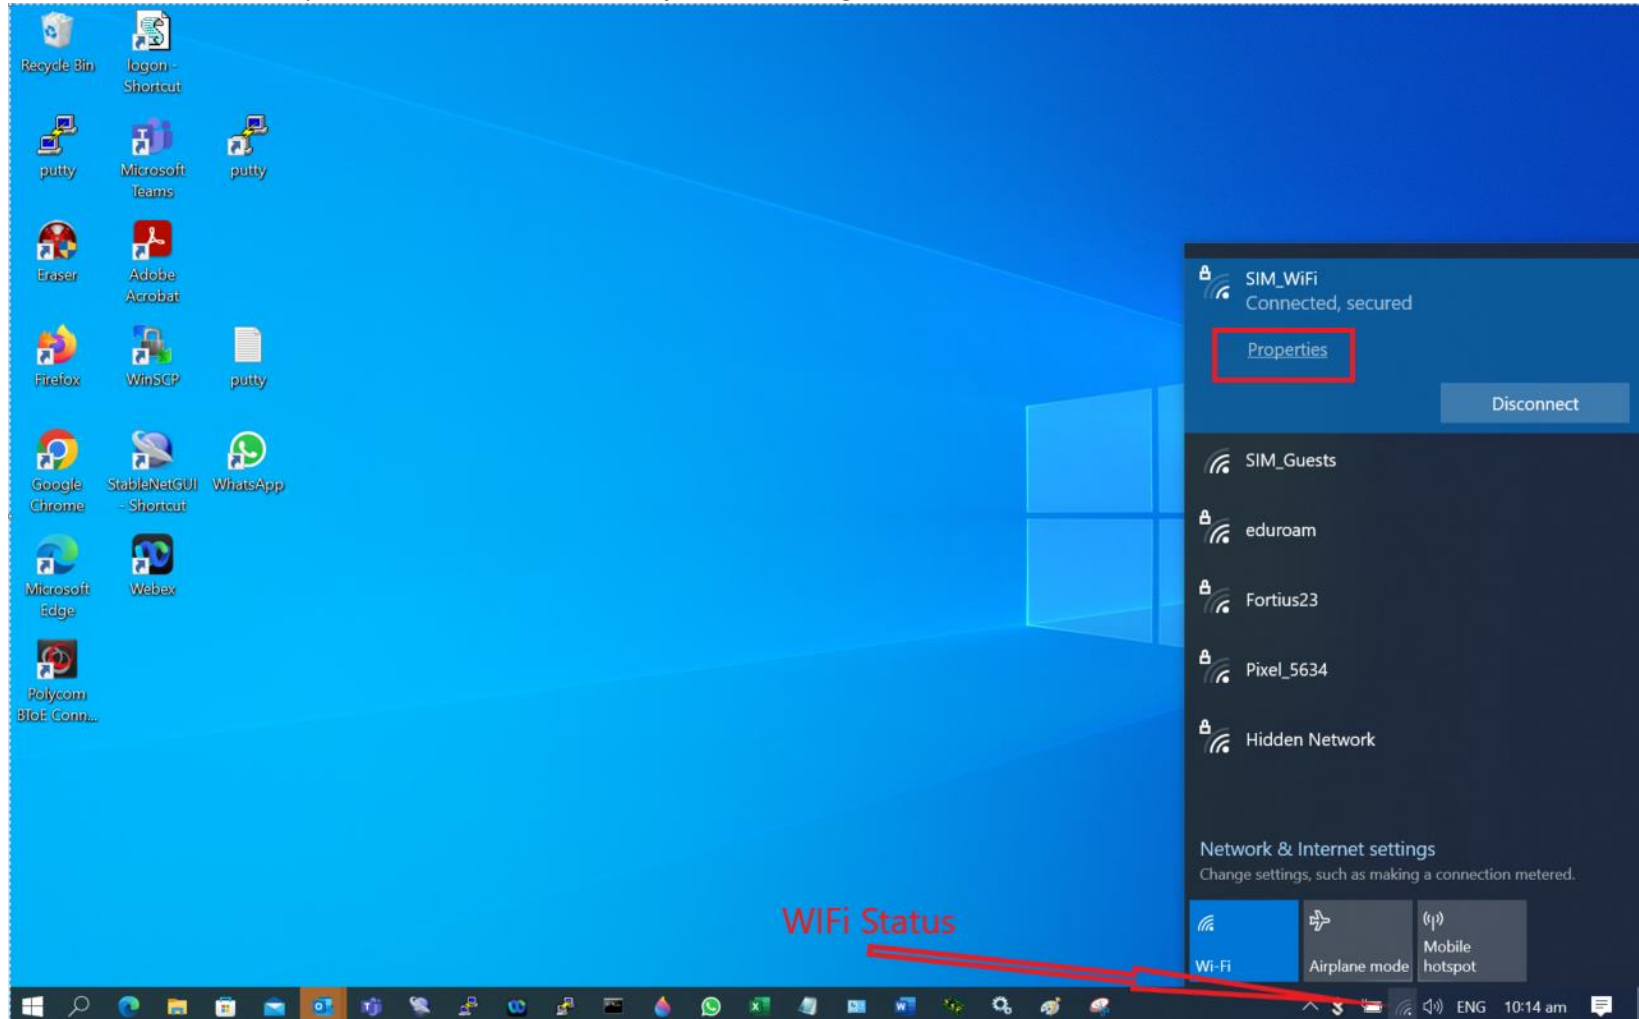 Recycle Bin
logon -
Shortcut
putty
Microsoft
Teams
putty
Eraser
Adobe
Acrobat
Firefox
WinSCP
putty
Google
Chrome
StableNetGUI
- Shortcut
WhatsApp
Microsoft
Edge
Webex
Polycom
BToE Conn...
SIM_WiFi
Connected, secured
Properties
Disconnect
SIM_Guests
eduroam
Fortius23
Pixel_5634
Hidden Network
Network & Internet settings
Change settings, such as making a connection metered.
Wi-Fi
Airplane mode
Mobile
hotspot
WIFi Status
ENG
10:14 am